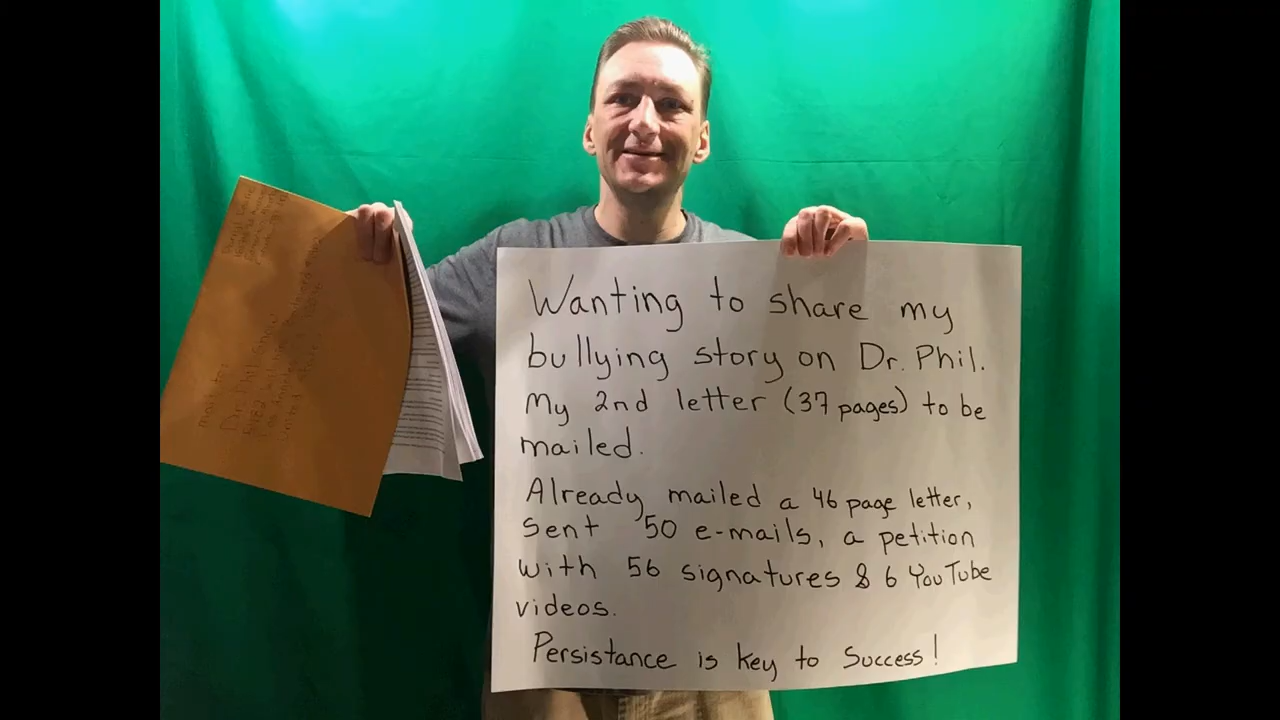 Wanting to share my
bullying story on Dr. Phil.
My 2nd letter (37 pages) to be
mailed.
Already mailed a 46 page letter,
sent 50 e-mails, a petition
with 56 signatures & 6 YouTube
videos.
Persistance is key to Success!